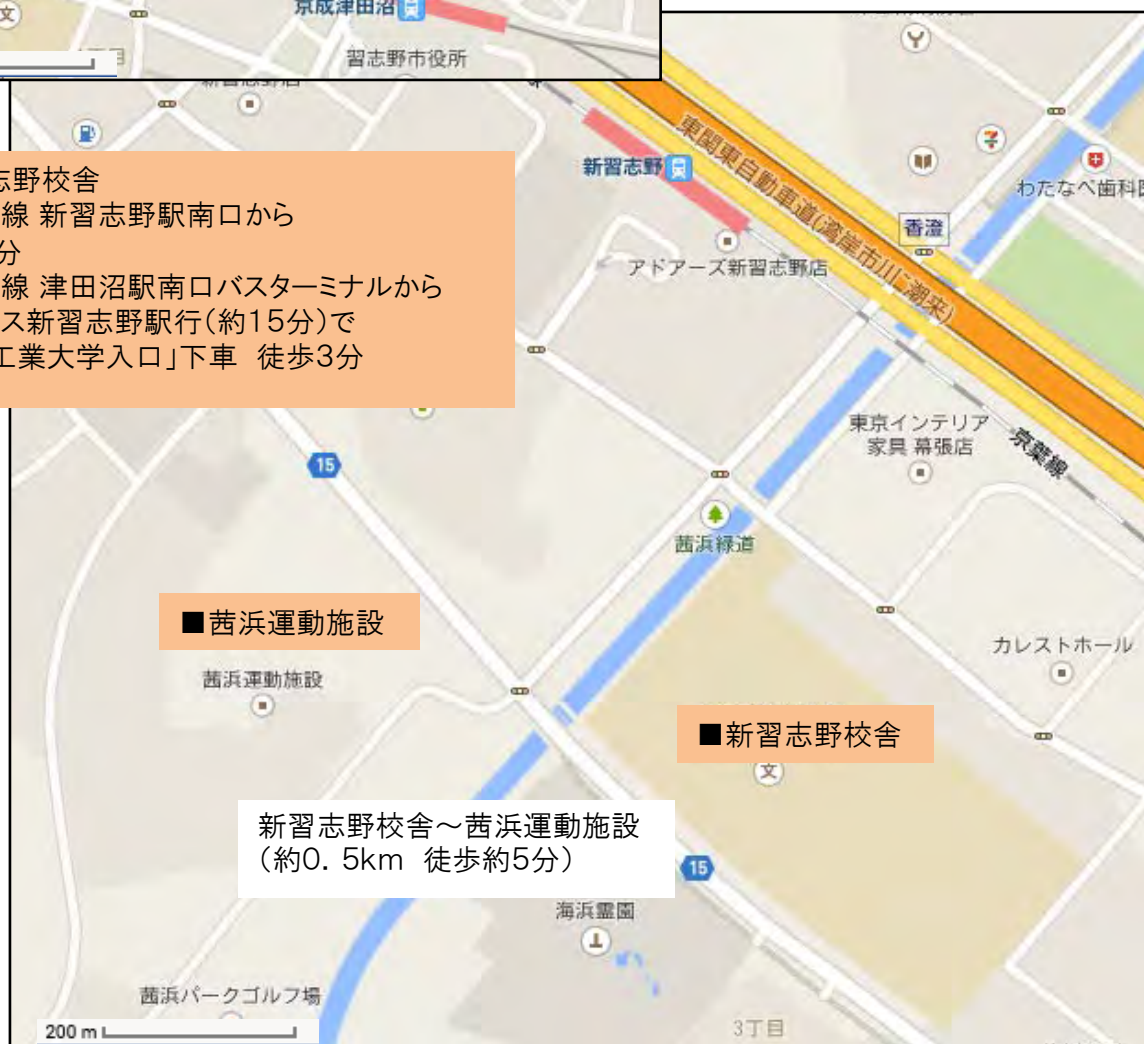 京成津田沼
文
習志野市役所
新習志野
東関東自動車道(湾岸市川〜潮来)
わたなべ歯科医
香澄
アドアーズ新習志野店
志野校舎
線 新習志野駅南口から
分
線 津田沼駅南口バスターミナルから
ス新習志野駅行(約15分)で
工業大学入口」下車 徒歩3分
東京インテリア
家具 幕張店
京葉線
15
茜浜緑道
■茜浜運動施設
茜浜運動施設
カレストホール
■新習志野校舎
文
新習志野校舎～茜浜運動施設
(約0. 5km 徒歩約5分)
15
海浜霊園
茜浜パークゴルフ場
200 m
3丁目